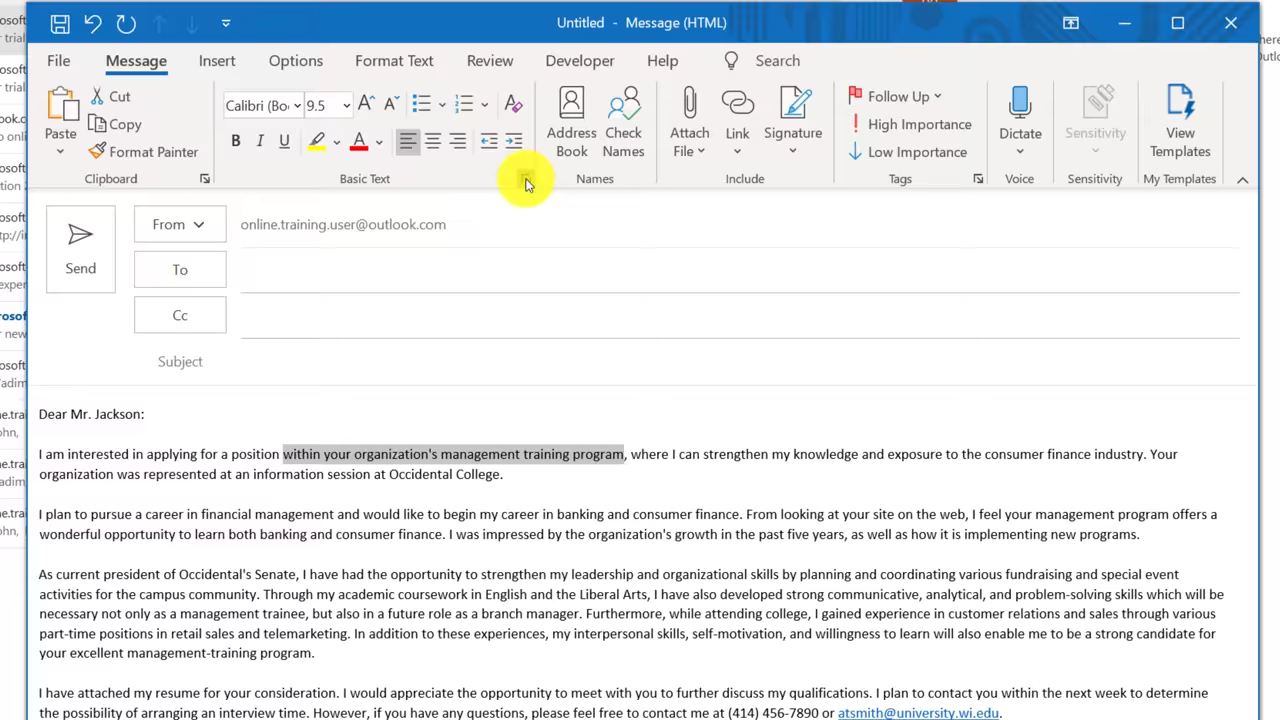 Untitled - Message (HTML)
File Message Insert Options Format Text Review Developer Help Search
Paste
Cut
Copy
Format Painter
Clipboard
Calibri (Bo 9.5
Basic Text
Address Book
Check Names
Names
Attach File
Link
Signature
Include
Follow Up
High Importance
Low Importance
Tags
Dictate
Voice
Sensitivity
Sensitivity
View Templates
My Templates
Send
From
online.training.user@outlook.com
To
Cc
Subject
Dear Mr. Jackson:
I am interested in applying for a position within your organization's management training program, where I can strengthen my knowledge and exposure to the consumer finance industry. Your
organization was represented at an information session at Occidental College.
I plan to pursue a career in financial management and would like to begin my career in banking and consumer finance. From looking at your site on the web, I feel your management program offers a
wonderful opportunity to learn both banking and consumer finance. I was impressed by the organization's growth in the past five years, as well as how it is implementing new programs.
As current president of Occidental's Senate, I have had the opportunity to strengthen my leadership and organizational skills by planning and coordinating various fundraising and special event
activities for the campus community. Through my academic coursework in English and the Liberal Arts, I have also developed strong communicative, analytical, and problem-solving skills which will be
necessary not only as a management trainee, but also in a future role as a branch manager. Furthermore, while attending college, I gained experience in customer relations and sales through various
part-time positions in retail sales and telemarketing. In addition to these experiences, my interpersonal skills, self-motivation, and willingness to learn will also enable me to be a strong candidate for
your excellent management-training program.
I have attached my resume for your consideration. I would appreciate the opportunity to meet with you to further discuss my qualifications. I plan to contact you within the next week to determine
the possibility of arranging an interview time. However, if you have any questions, please feel free to contact me at (414) 456-7890 or atsmith@university.wi.edu.